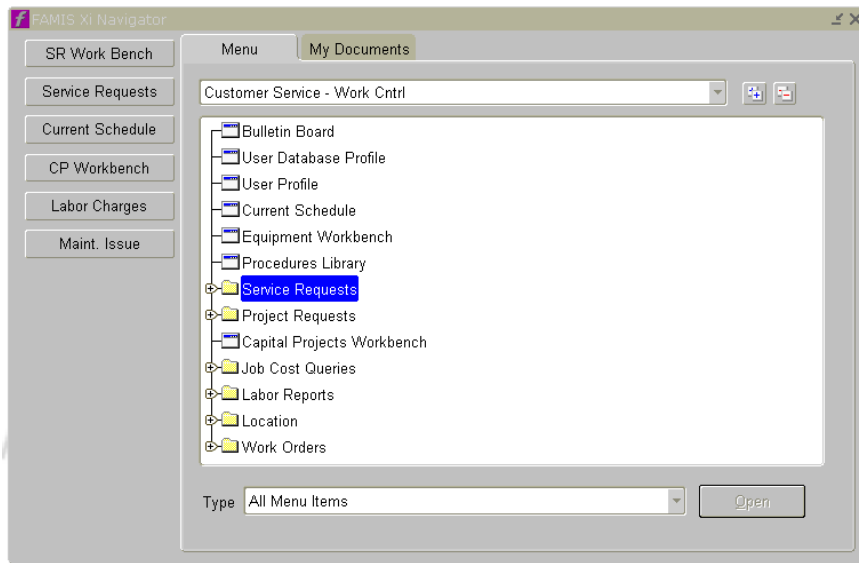 FAMIS Xi Navigator
SR Work Bench
Service Requests
Current Schedule
CP Workbench
Labor Charges
Maint. Issue
Menu
My Documents
Customer Service - Work Cntrl
Bulletin Board
User Database Profile
User Profile
Current Schedule
Equipment Workbench
Procedures Library
Service Requests
Project Requests
Capital Projects Workbench
Job Cost Queries
Labor Reports
Location
Work Orders
Type
All Menu Items
Open